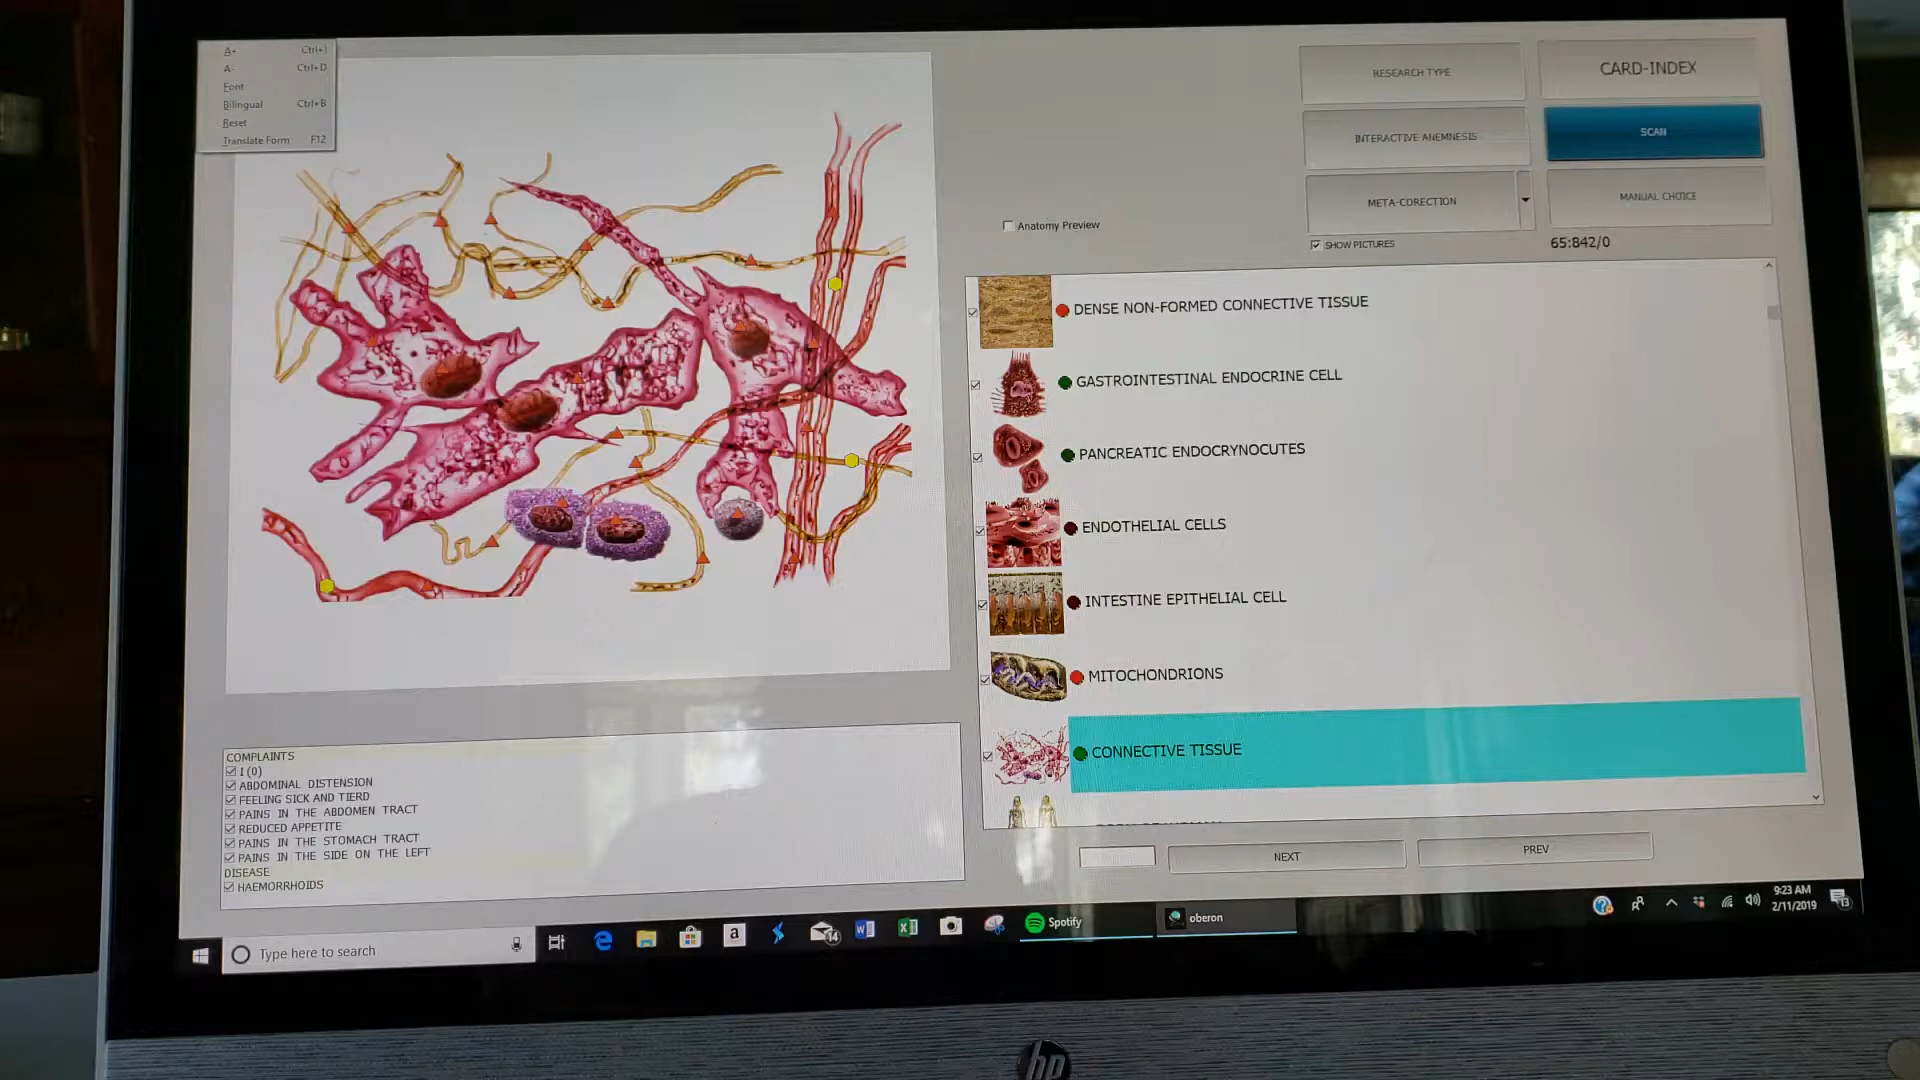 A+ Ctrl+I
A- Ctrl+D
Font
Bilingual Ctrl+B
Reset
Translate Form F12
RESEARCH TYPE
CARD-INDEX
INTERACTIVE ANEMNESIS
SCAN
META-CORECTION
MANUAL CHOICE
Anatomy Preview
SHOW PICTURES
65:842/0
DENSE NON-FORMED CONNECTIVE TISSUE
GASTROINTESTINAL ENDOCRINE CELL
PANCREATIC ENDOCRYNOCUTES
ENDOTHELIAL CELLS
INTESTINE EPITHELIAL CELL
MITOCHONDRIONS
CONNECTIVE TISSUE
COMPLAINTS
I (0)
ABDOMINAL DISTENSION
FEELING SICK AND TIERD
PAINS IN THE ABDOMEN TRACT
REDUCED APPETITE
PAINS IN THE STOMACH TRACT
PAINS IN THE SIDE ON THE LEFT
DISEASE
HAEMORRHOIDS
NEXT
PREV
Type here to search
a
14
Spotify
oberon
9:23 AM
2/11/2019
13
hp